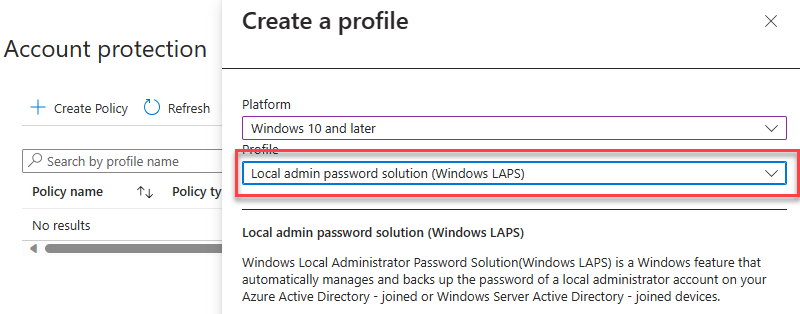 Account protection
Create Policy
Refresh
Search by profile name
Policy name
Policy ty
No results
Create a profile
Platform
Windows 10 and later
Profile
Local admin password solution (Windows LAPS)
Local admin password solution (Windows LAPS)
Windows Local Administrator Password Solution(Windows LAPS) is a Windows feature that
automatically manages and backs up the password of a local administrator account on your
Azure Active Directory - joined or Windows Server Active Directory - joined devices.